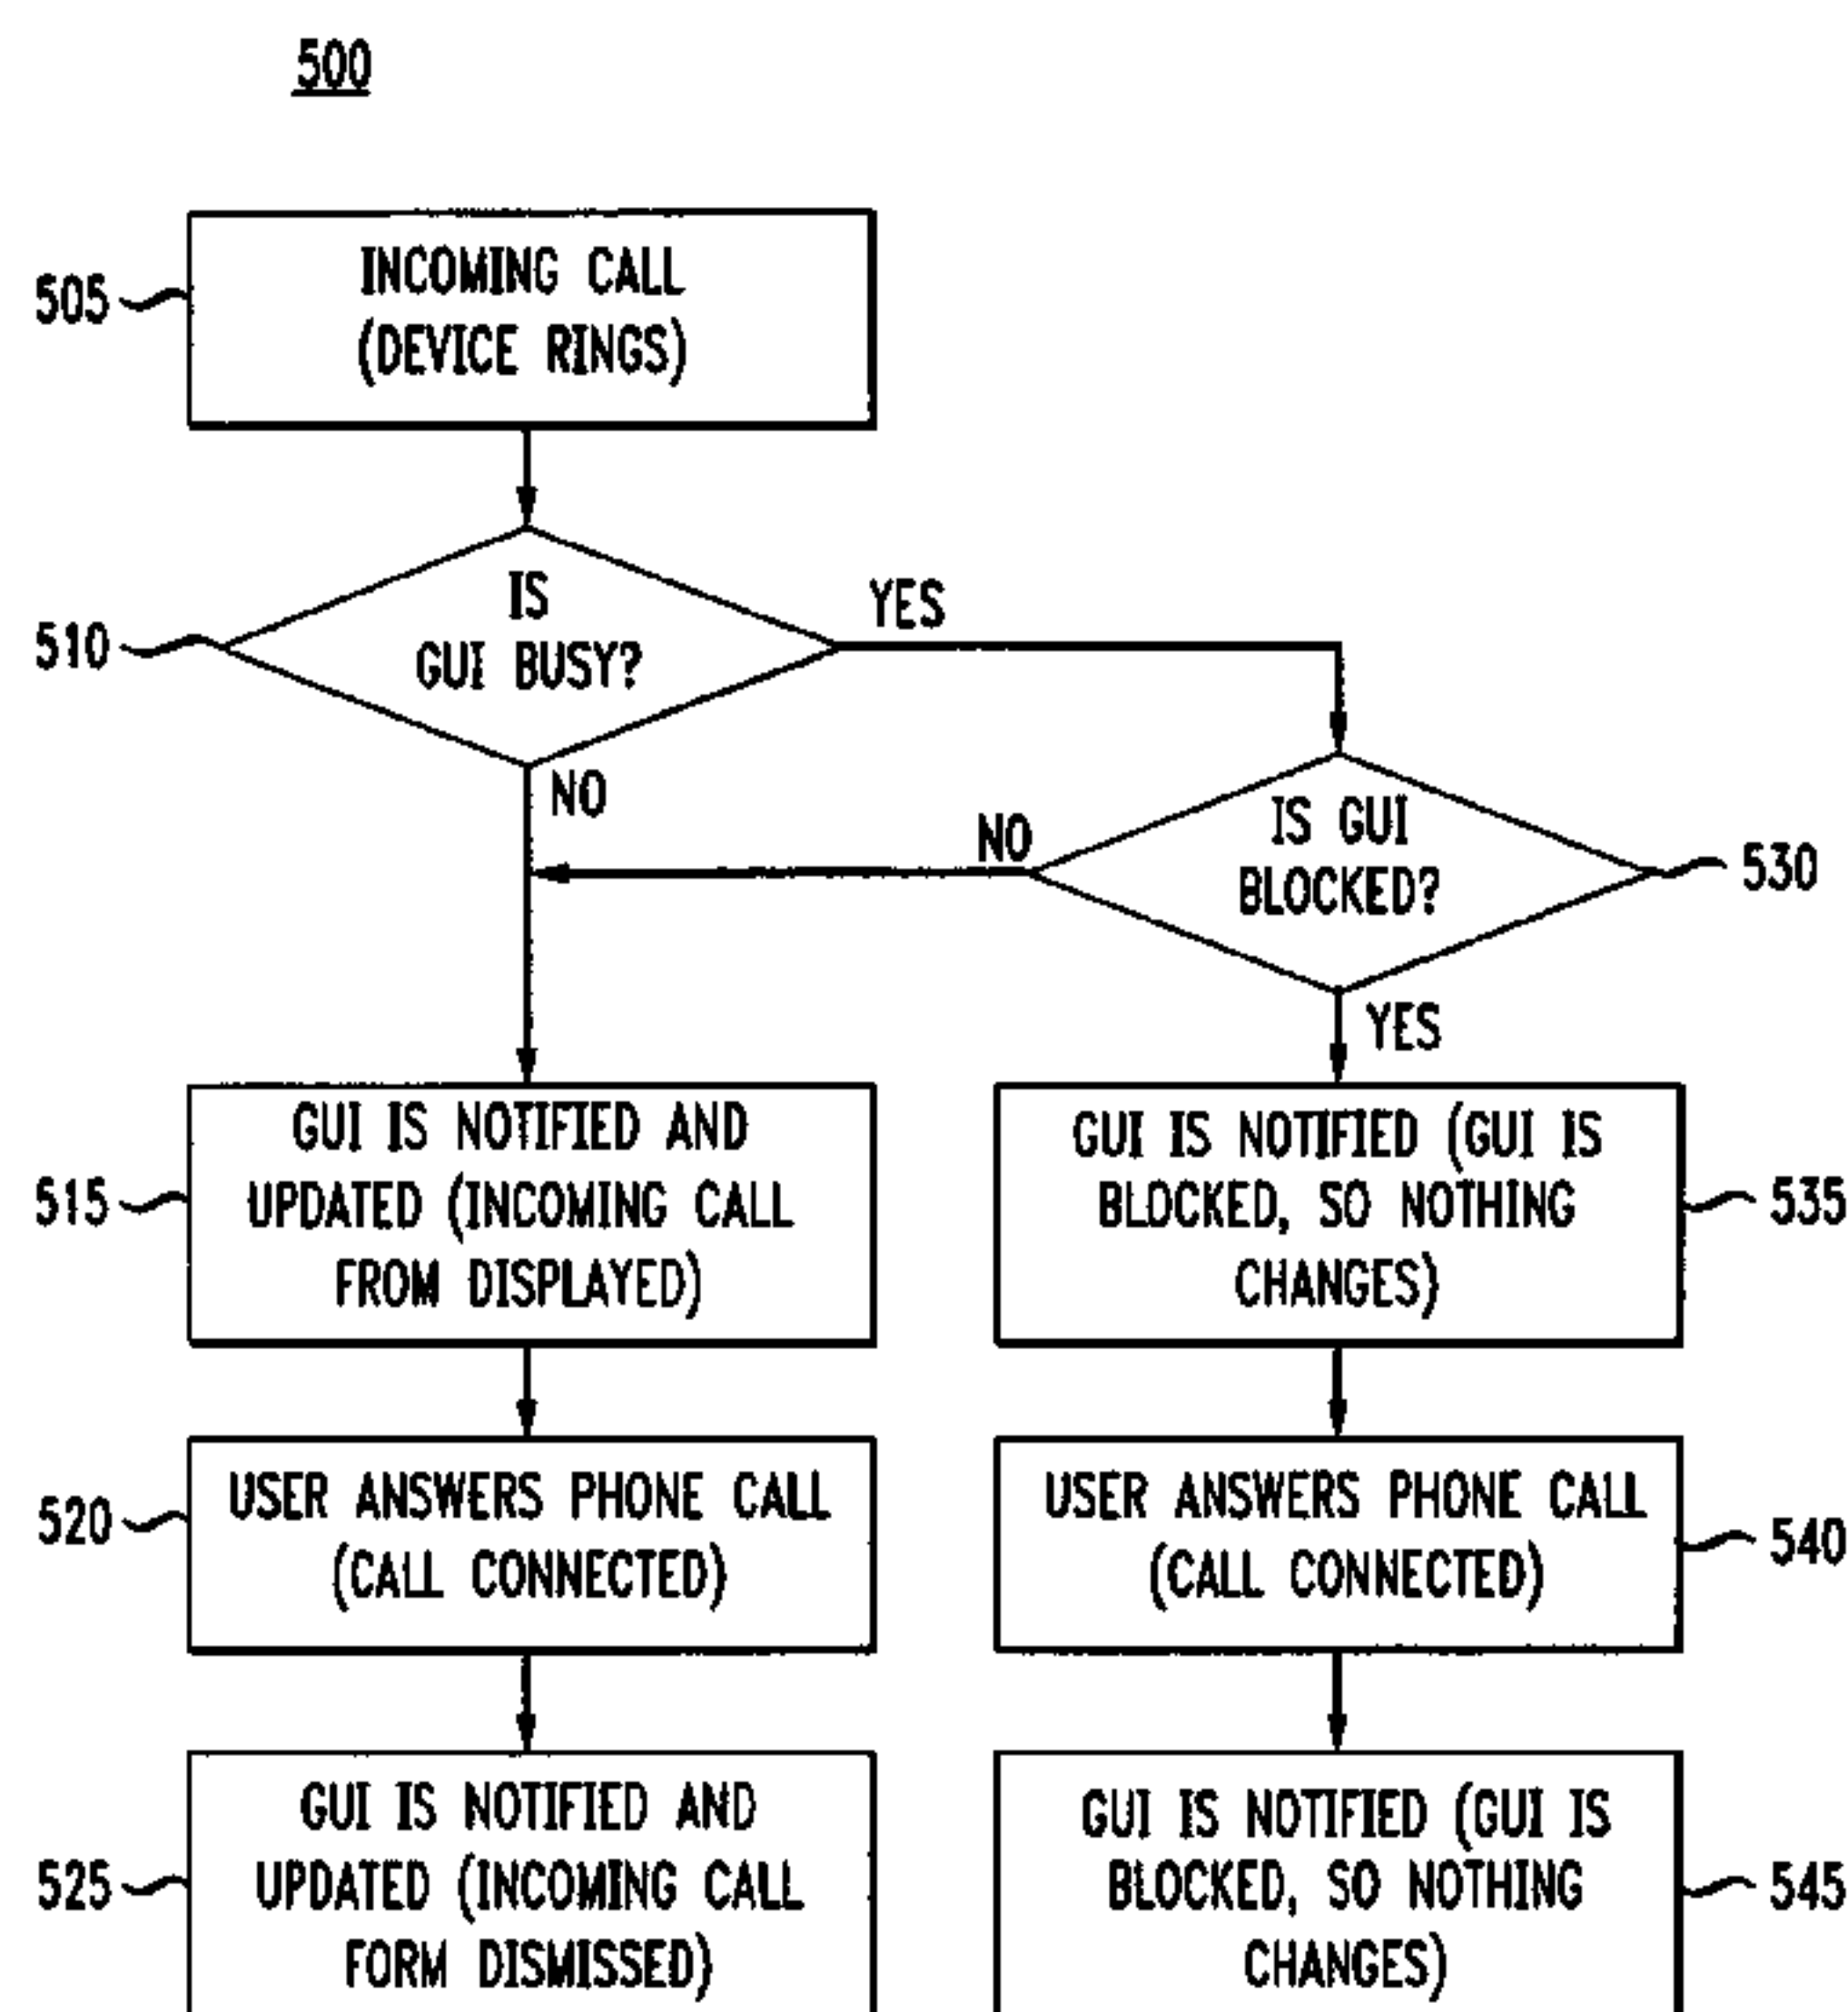 500
505
INCOMING CALL
(DEVICE RINGS)
510
IS
GUI BUSY?
YES
NO
NO
IS GUI
BLOCKED?
530
YES
515
GUI IS NOTIFIED AND
UPDATED (INCOMING CALL
FROM DISPLAYED)
GUI IS NOTIFIED (GUI IS
BLOCKED, SO NOTHING
CHANGES)
535
520
USER ANSWERS PHONE CALL
(CALL CONNECTED)
USER ANSWERS PHONE CALL
(CALL CONNECTED)
540
525
GUI IS NOTIFIED AND
UPDATED (INCOMING CALL
FORM DISMISSED)
GUI IS NOTIFIED (GUI IS
BLOCKED, SO NOTHING
CHANGES)
545